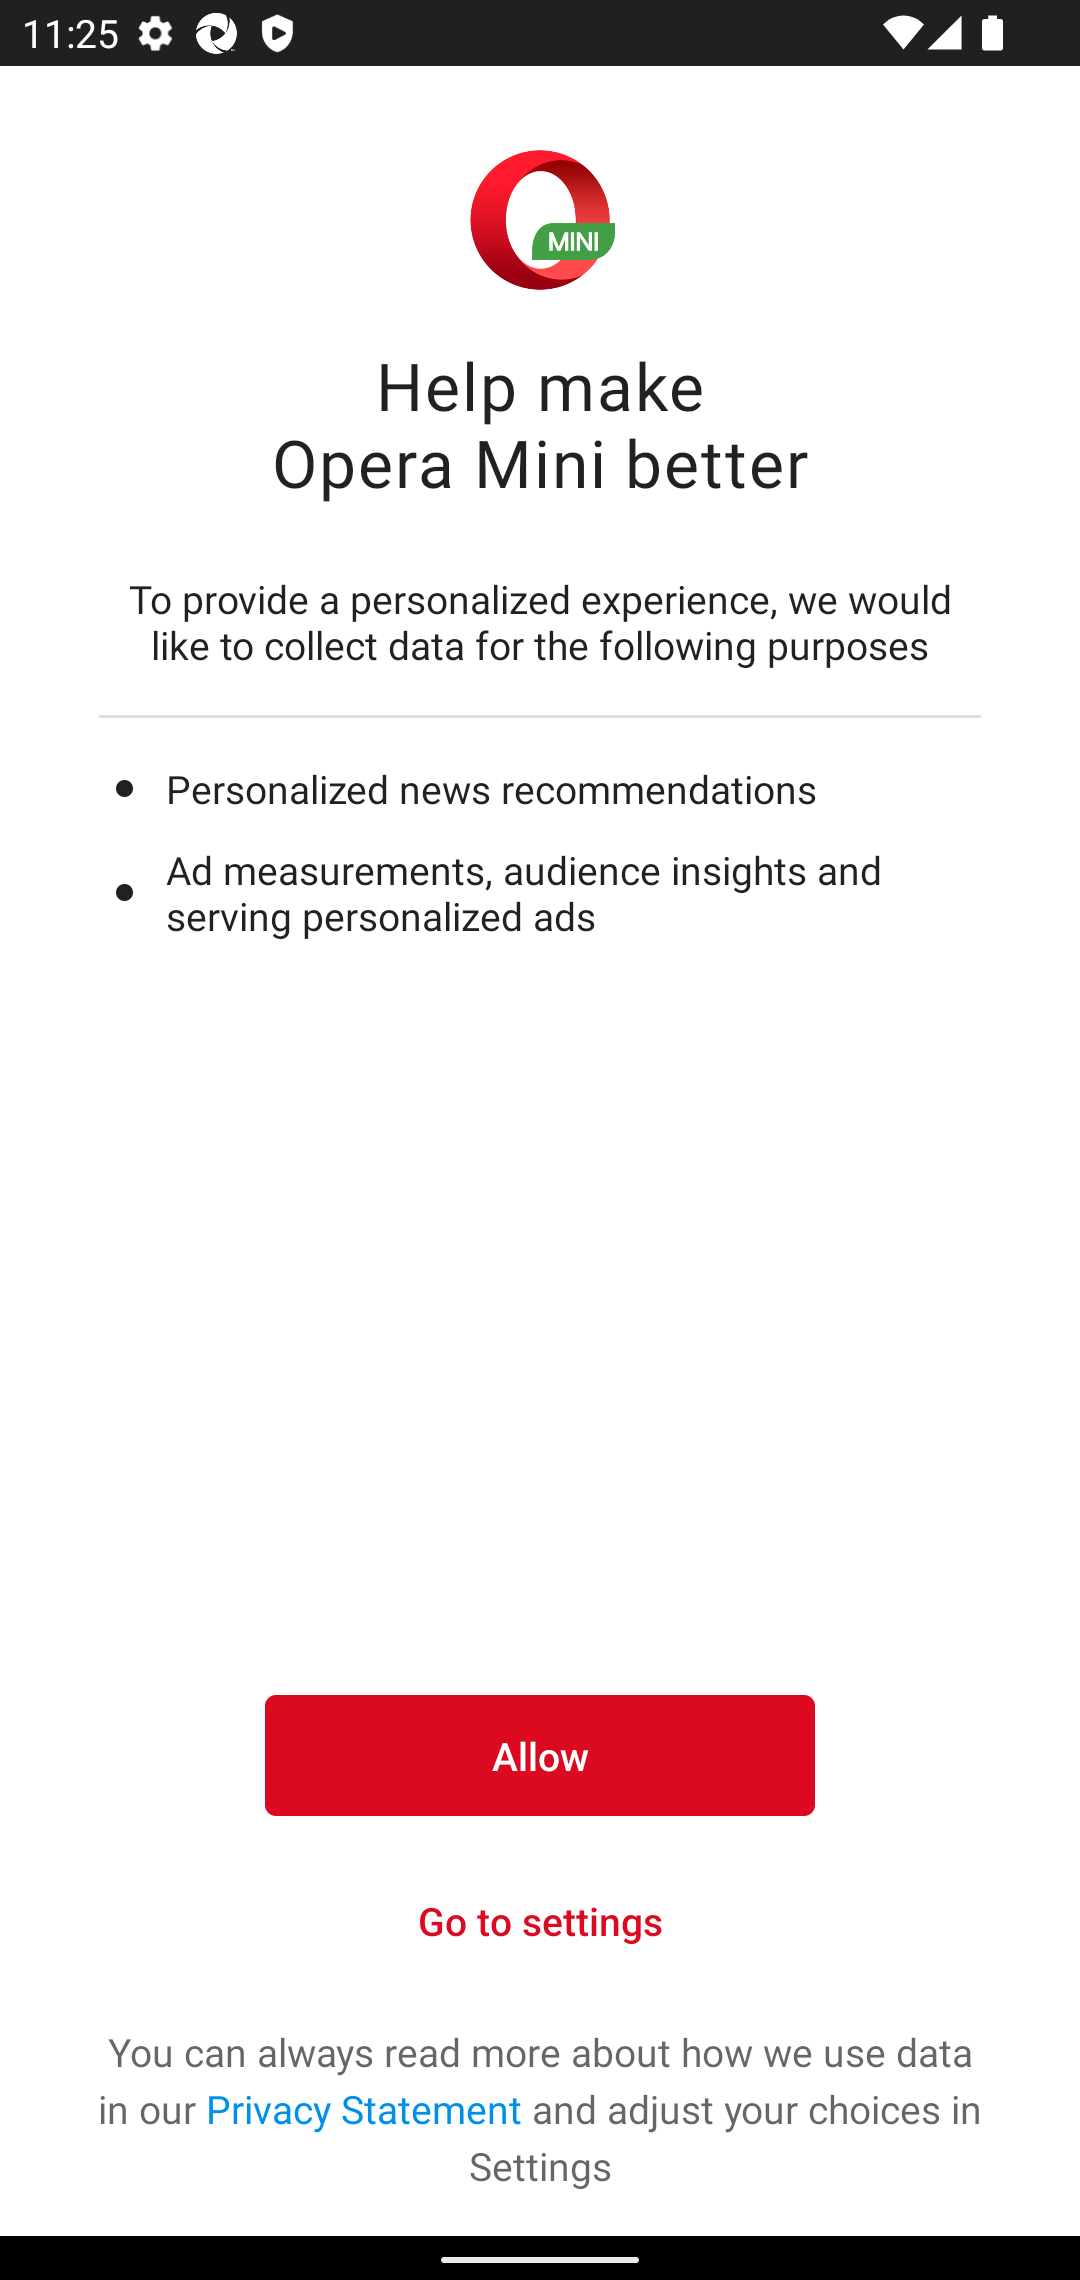 11:25
MINI
Help make
Opera Mini better
To provide a personalized experience, we would
like to collect data for the following purposes
Personalized news recommendations
Ad measurements, audience insights and
serving personalized ads
Allow
Go to settings
You can always read more about how we use data
in our Privacy Statement and adjust your choices in
Settings